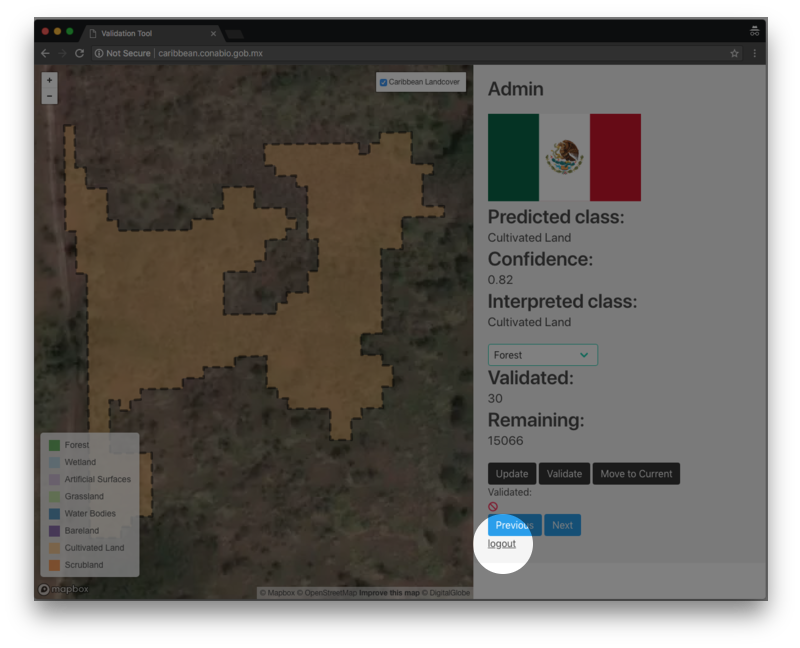 Validation Tool
Not Secure | caribbean.conabio.gob.mx
+
−
Caribbean Landcover
Forest
Wetland
Artificial Surfaces
Grassland
Water Bodies
Bareland
Cultivated Land
Scrubland
mapbox
© Mapbox © OpenStreetMap Improve this map © DigitalGlobe
Admin
Predicted class:
Cultivated Land
Confidence:
0.82
Interpreted class:
Cultivated Land
Forest
Validated:
30
Remaining:
15066
Update Validate Move to Current
Validated:
Previous Next
logout